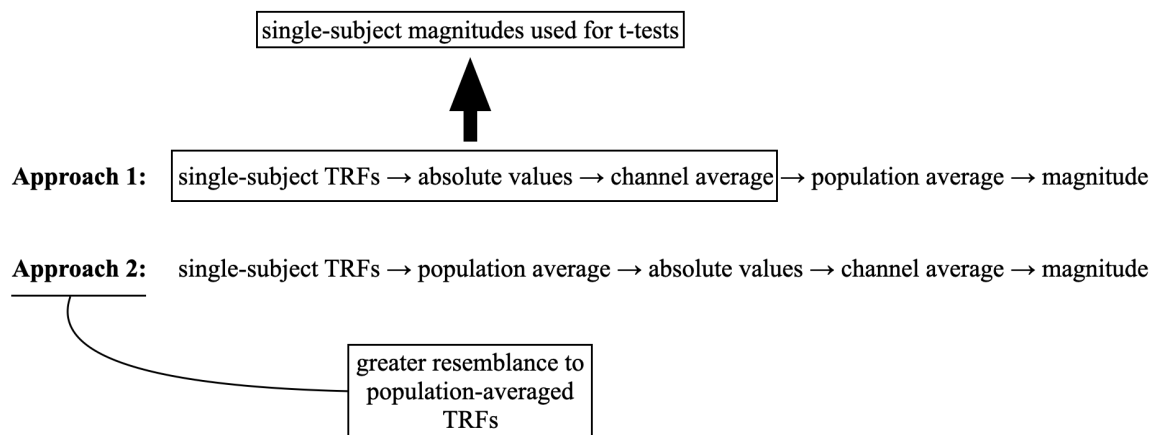 single-subject magnitudes used for t-tests
Approach 1: single-subject TRFs → absolute values → channel average → population average → magnitude
Approach 2: single-subject TRFs → population average → absolute values → channel average → magnitude
greater resemblance to
population-averaged
TRFs